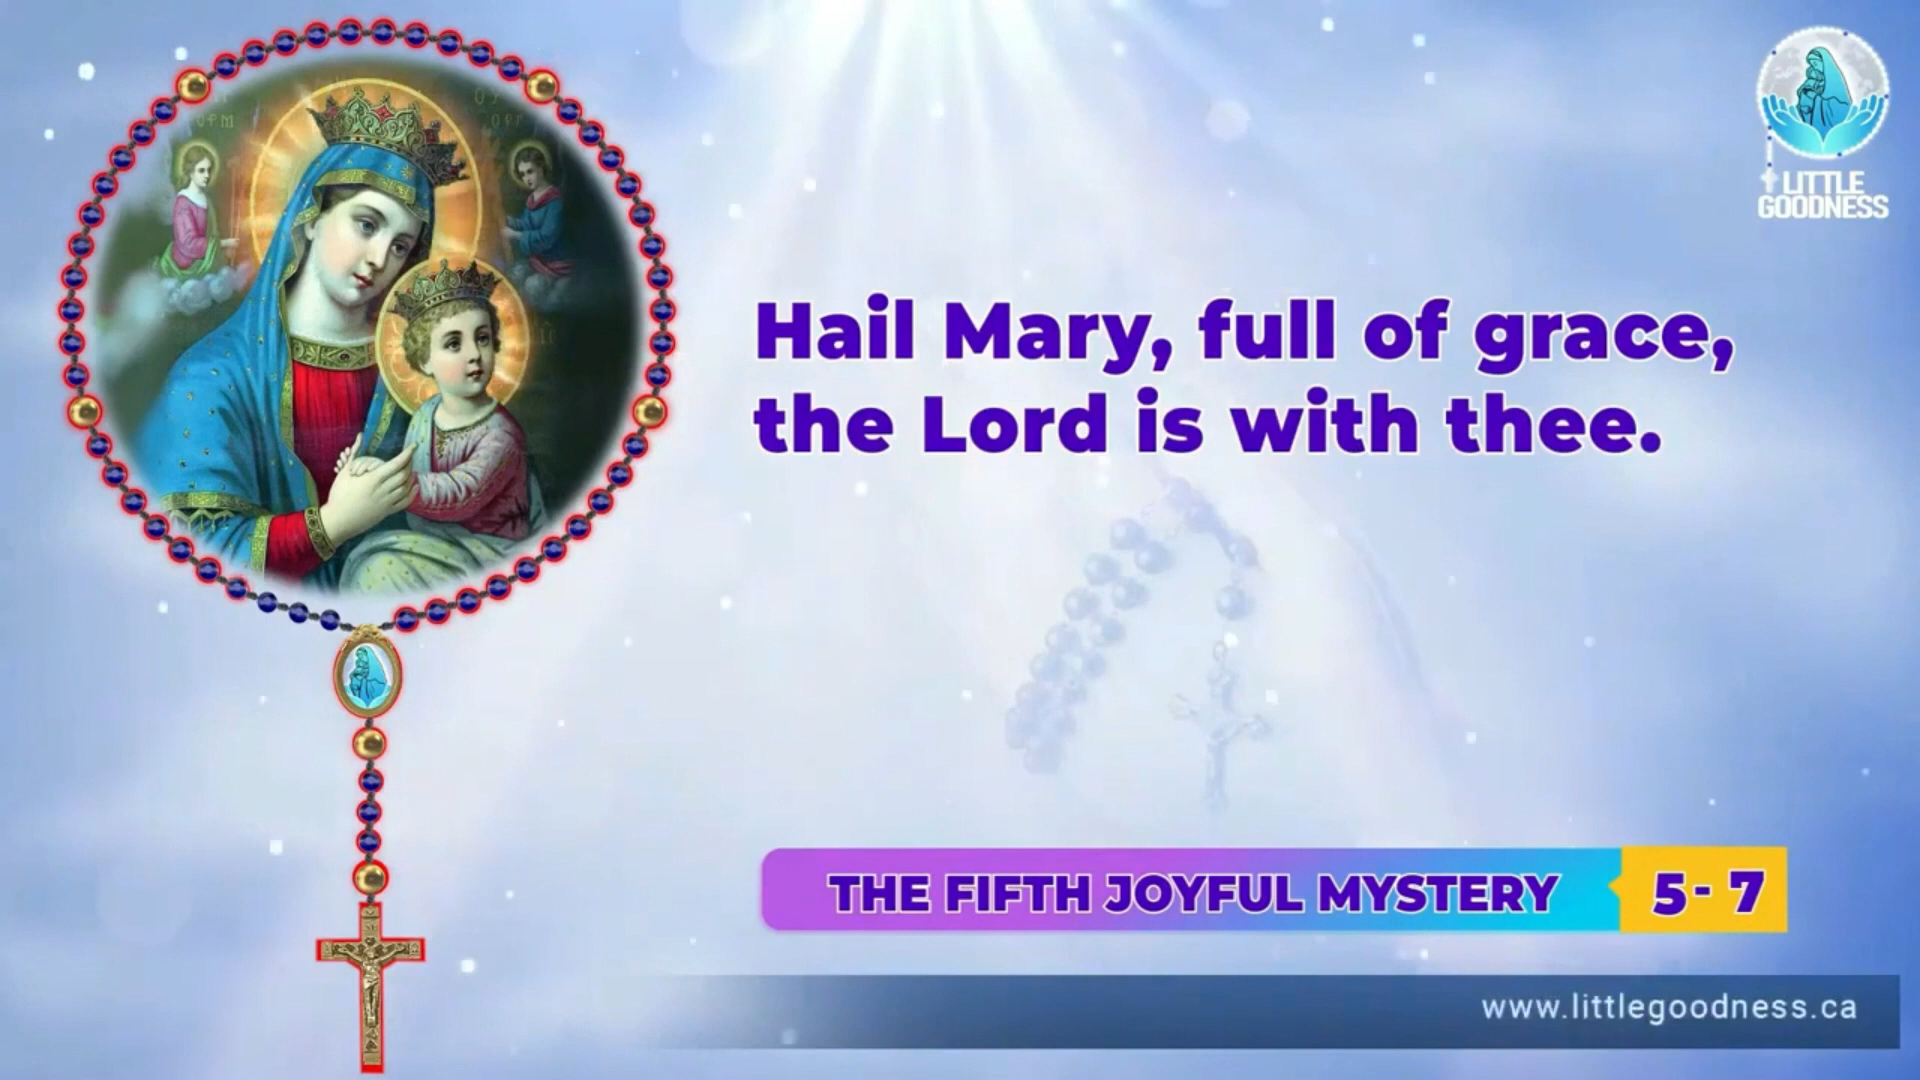 LITTLE
GOODNESS
Hail Mary, full of grace,
the Lord is with thee.
THE FIFTH JOYFUL MYSTERY 5- 7
www.littlegoodness.ca